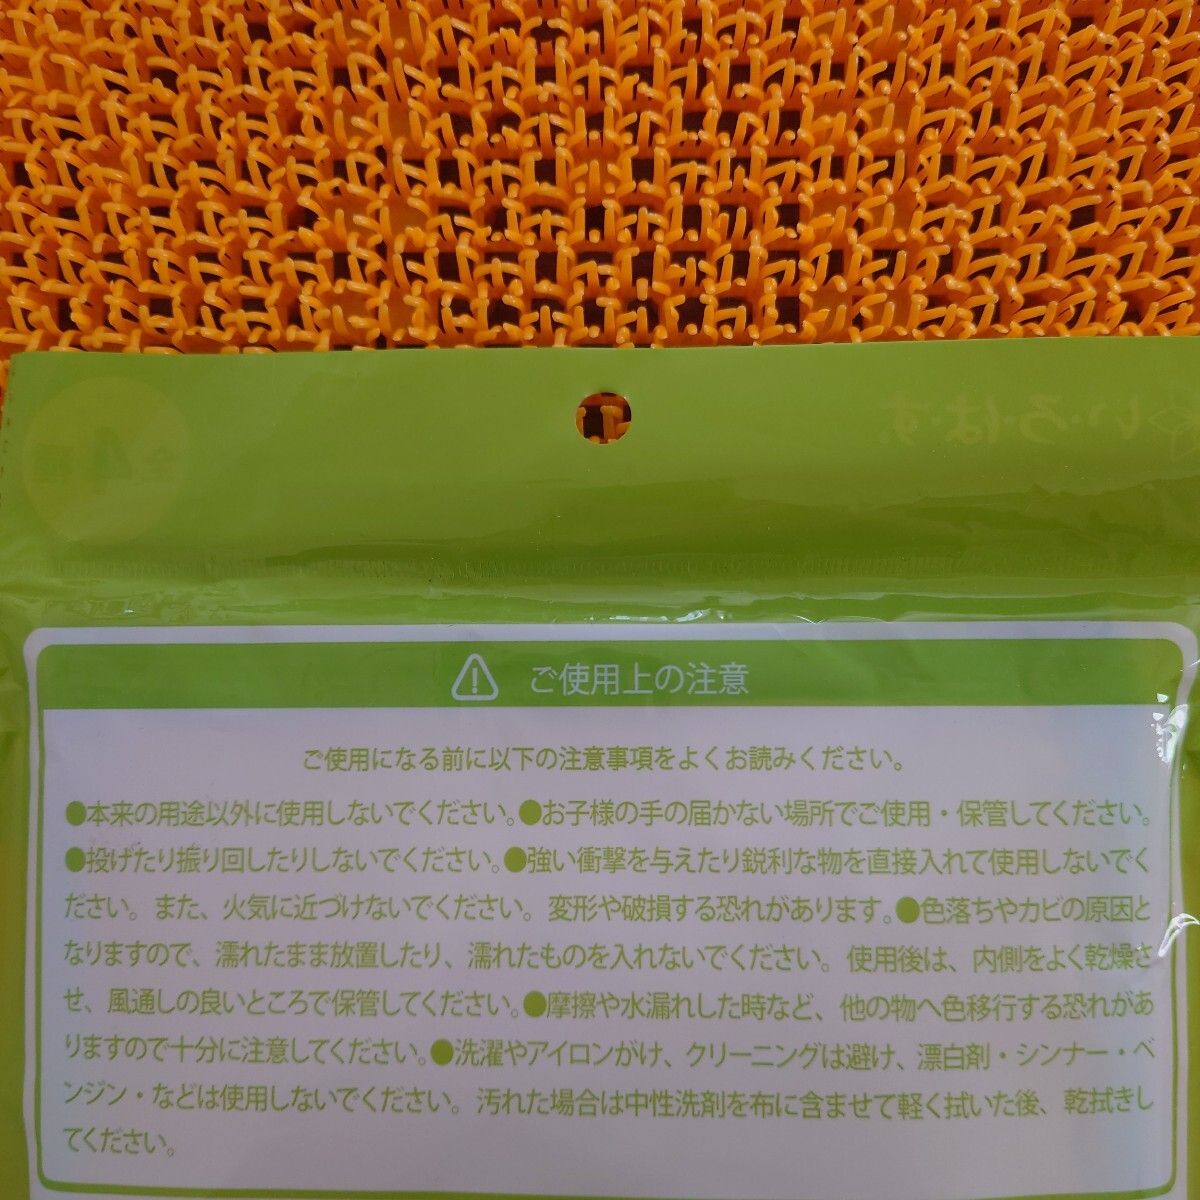 い・ろ・は・す
ご使用上の注意
ご使用になる前に以下の注意事項をよくお読みください。
●本来の用途以外に使用しないでください。●お子様の手の届かない場所でご使用・保管してください。
●投げたり振り回したりしないでください。●強い衝撃を与えたり鋭利な物を直接入れて使用しないでく
ださい。また、火気に近づけないでください。変形や破損する恐れがあります。●色落ちやカビの原因と
なりますので、濡れたまま放置したり、濡れたものを入れないでください。使用後は、内側をよく乾燥さ
せ、風通しの良いところで保管してください。●摩擦や水漏れした時など、他の物へ色移行する恐れがあ
りますので十分に注意してください。●洗濯やアイロンがけ、クリーニングは避け、漂白剤・シンナー・ベ
ンジン・などは使用しないでください。汚れた場合は中性洗剤を布に含ませて軽く拭いた後、乾拭きし
てください。